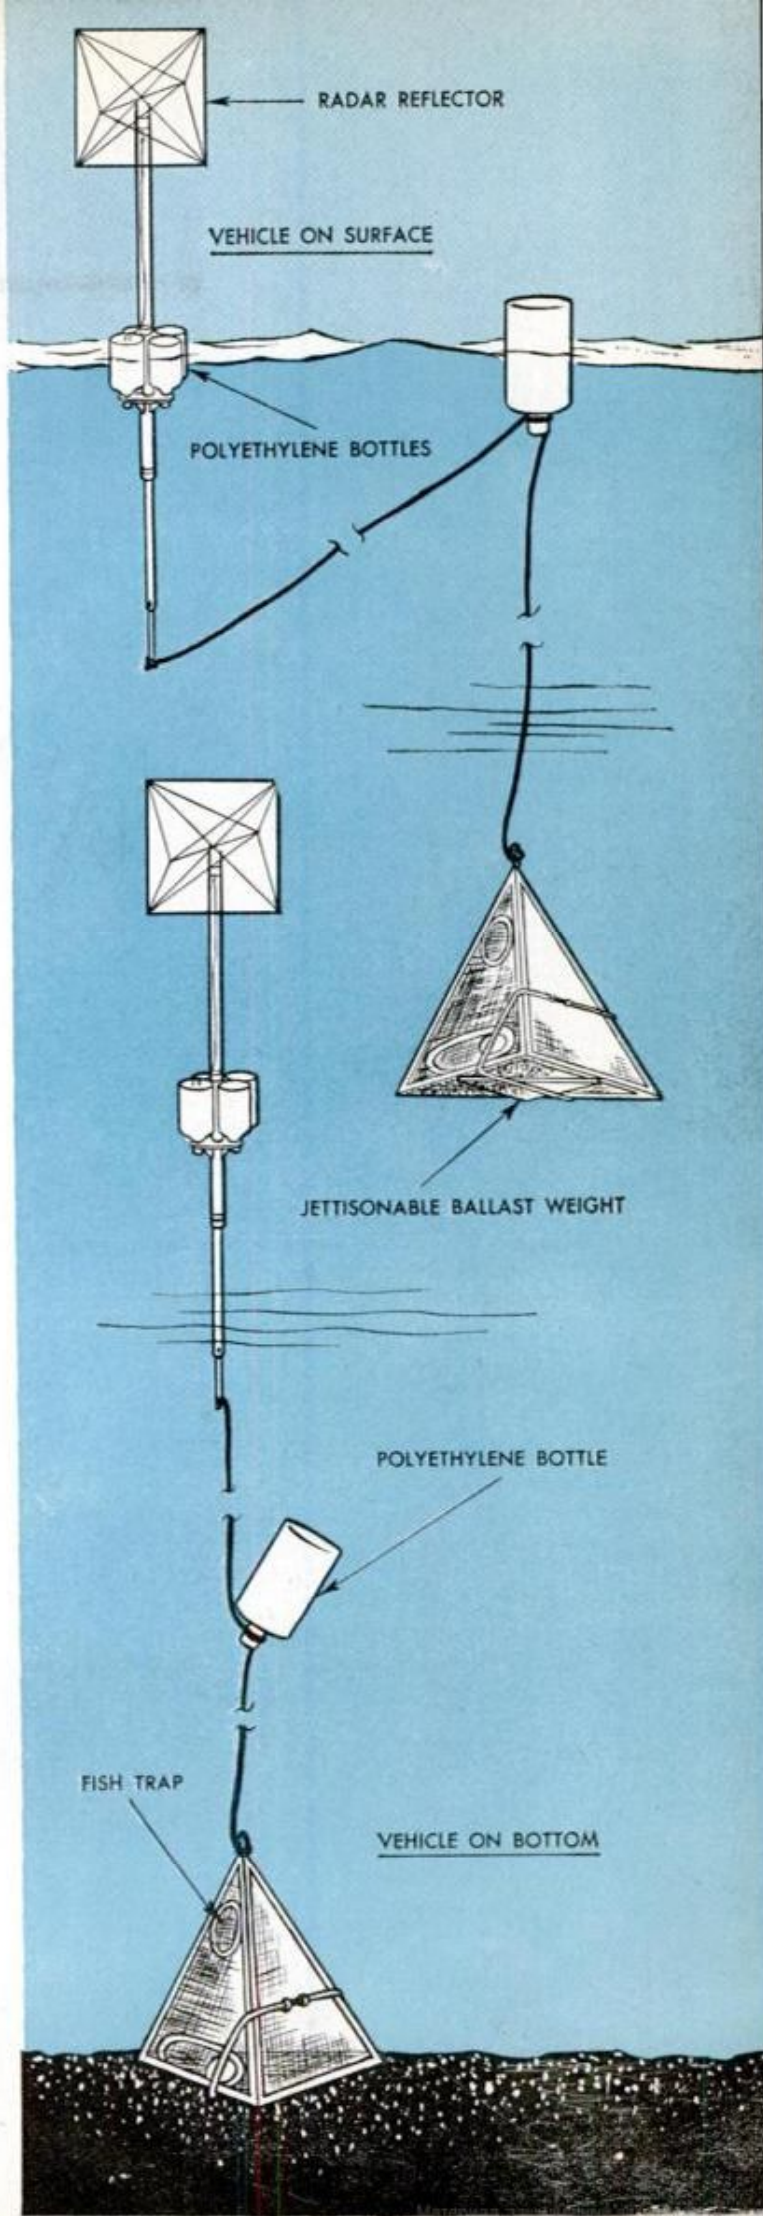 RADAR REFLECTOR
VEHICLE ON SURFACE
POLYETHYLENE BOTTLES
JETTISONABLE BALLAST WEIGHT
POLYETHYLENE BOTTLE
FISH TRAP
VEHICLE ON BOTTOM